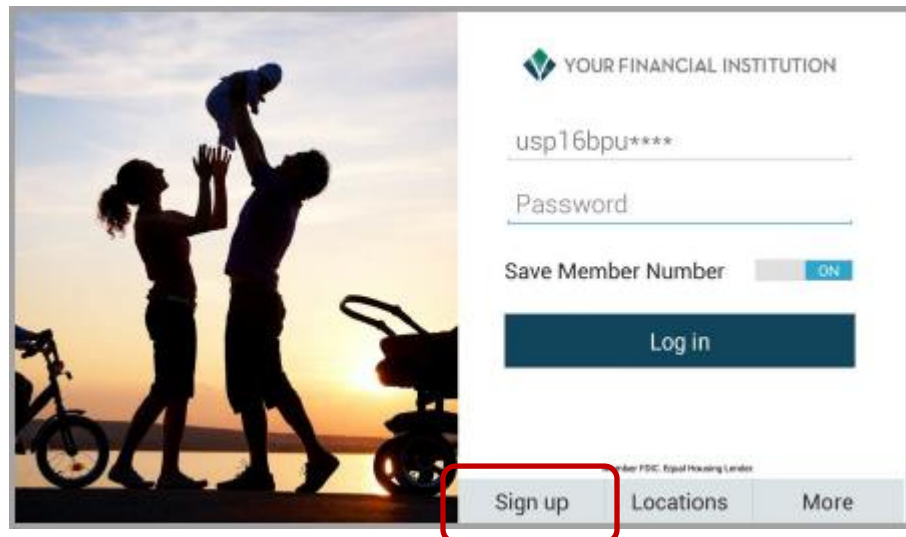 YOUR FINANCIAL INSTITUTION
usp16bpu****
Password
Save Member Number ON
Log in
Member FDIC. Equal Housing Lender
Sign up Locations More